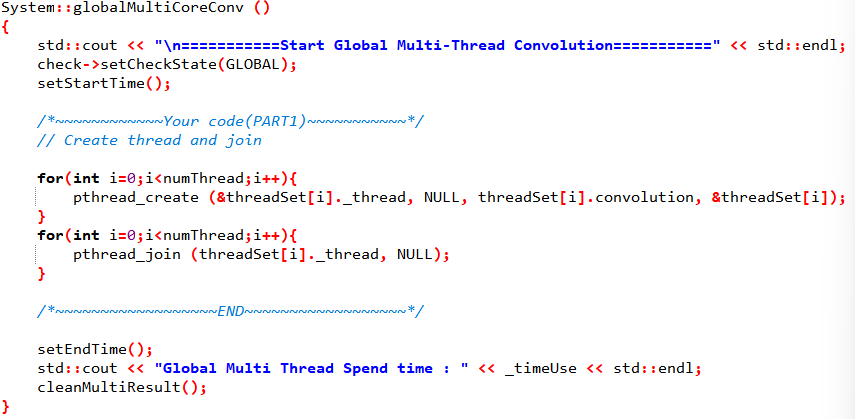 System::globalMultiCoreConv ()
{
    std::cout << "\n===========Start Global Multi-Thread Convolution===========" << std::endl;
    check->setCheckState(GLOBAL);
    setStartTime();

    /*~~~~~~~~~~~~Your code(PART1)~~~~~~~~~~~*/
    // Create thread and join

    for(int i=0;i<numThread;i++){
        pthread_create (&threadSet[i]._thread, NULL, threadSet[i].convolution, &threadSet[i]);
    }
    for(int i=0;i<numThread;i++){
        pthread_join (threadSet[i]._thread, NULL);
    }

    /*~~~~~~~~~~~~~~~~~~END~~~~~~~~~~~~~~~~~~*/

    setEndTime();
    std::cout << "Global Multi Thread Spend time : " << _timeUse << std::endl;
    cleanMultiResult();
}